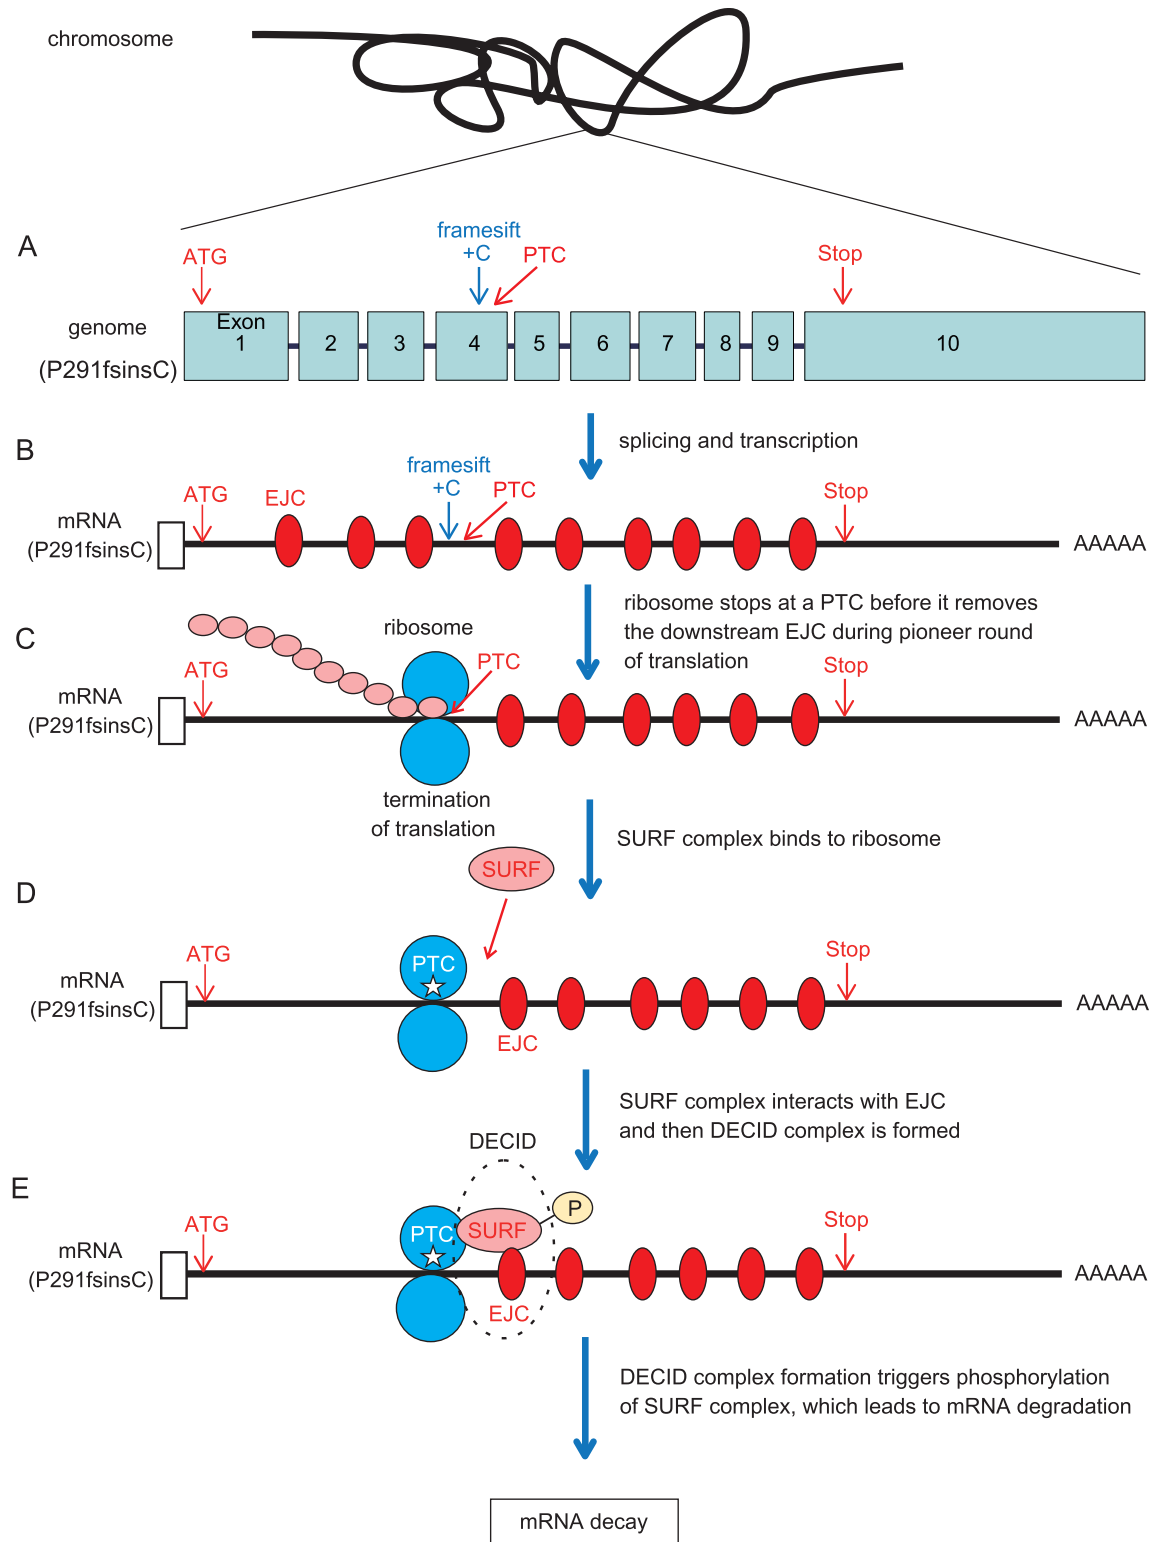 chromosome
A
ATG
framesift
+C
PTC
Stop
genome
(P291fsinsC)
Exon
1
2
3
4
5
6
7
8
9
10
splicing and transcription
B
ATG
EJC
framesift
+C
PTC
Stop
mRNA
(P291fsinsC)
AAAAA
ribosome stops at a PTC before it removes
the downstream EJC during pioneer round
of translation
C
ribosome
ATG
PTC
Stop
mRNA
(P291fsinsC)
AAAAA
termination
of translation
SURF complex binds to ribosome
SURF
D
ATG
PTC
Stop
mRNA
(P291fsinsC)
AAAAA
EJC
SURF complex interacts with EJC
and then DECID complex is formed
DECID
E
ATG
PTC
SURF
P
Stop
mRNA
(P291fsinsC)
AAAAA
EJC
DECID complex formation triggers phosphorylation
of SURF complex, which leads to mRNA degradation
mRNA decay